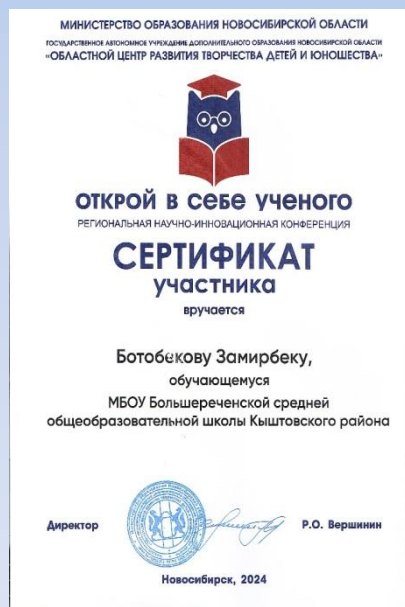 МИНИСТЕРСТВО ОБРАЗОВАНИЯ НОВОСИБИРСКОЙ ОБЛАСТИ
ГОСУДАРСТВЕННОЕ АВТОНОМНОЕ УЧРЕЖДЕНИЕ ДОПОЛНИТЕЛЬНОГО ОБРАЗОВАНИЯ НОВОСИБИРСКОЙ ОБЛАСТИ
«ОБЛАСТНОЙ ЦЕНТР РАЗВИТИЯ ТВОРЧЕСТВА ДЕТЕЙ И ЮНОШЕСТВА»
ОТКРОЙ В СЕБЕ УЧЕНОГО
РЕГИОНАЛЬНАЯ НАУЧНО-ИННОВАЦИОННАЯ КОНФЕРЕНЦИЯ
СЕРТИФИКАТ
участника
вручается
Ботобекову Замирбеку,
обучающемуся
МБОУ Большереченской средней
общеобразовательной школы Кыштовского района
Директор
Р.О. Вершинин
Новосибирск, 2024